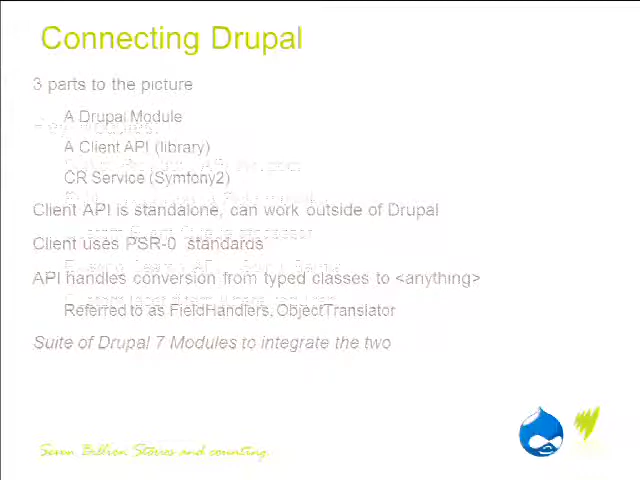 Connecting Drupal
3 parts to the picture
A Drupal Module
A Client API (library)
CR Service (Symfony2)
Client API is standalone, can work outside of Drupal
Client uses PSR-0 standards
API handles conversion from typed classes to <anything>
Referred to as FieldHandlers, ObjectTranslator
Suite of Drupal 7 Modules to integrate the two
Seven Billion Stories and counting